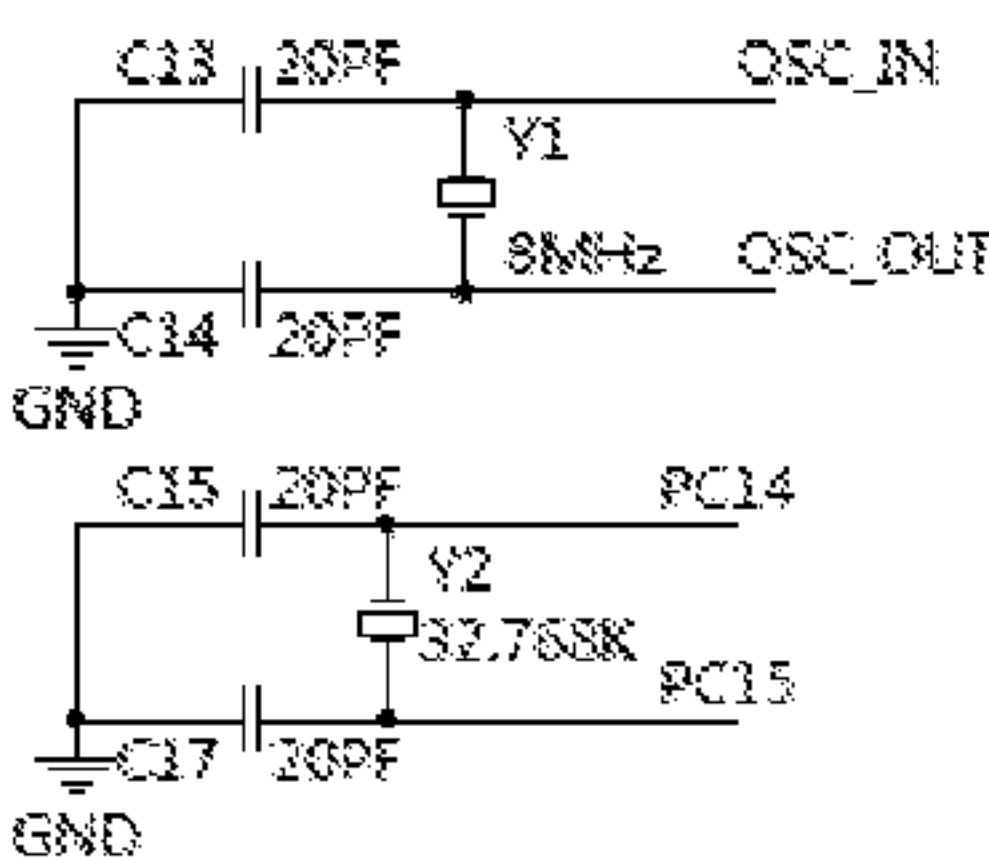 C13 20PF OSC_IN
Y1
8MHz OSC_OUT
C14 20PF
GND
C15 20PF PC14
Y2
32.768K
PC15
C17 20PF
GND